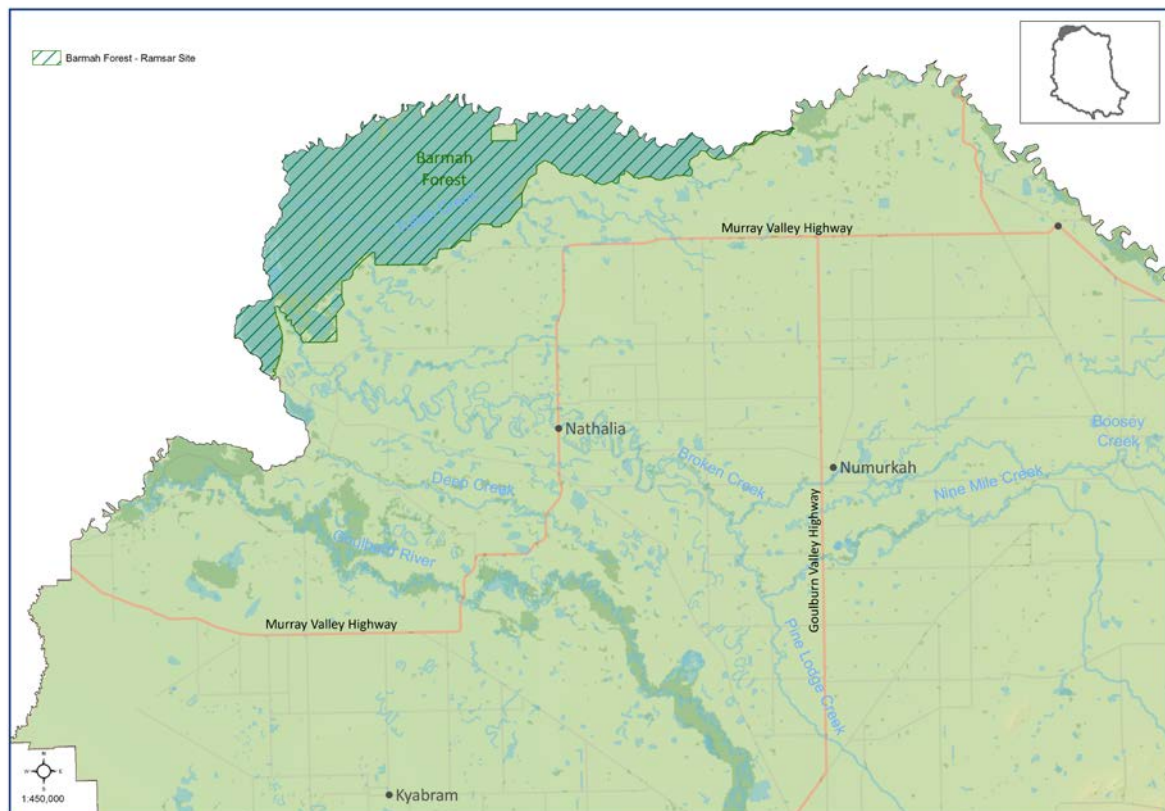 Barmah Forest - Ramsar Site
Barmah
Forest
Murray Valley Highway
Nathalia
Broken Creek
Numurkah
Boosey
Creek
Nine Mile Creek
Deep Creek
Goulburn River
Goulburn Valley Highway
Murray Valley Highway
Pine Lodge Creek
Kyabram
N
W
E
S
1:450,000